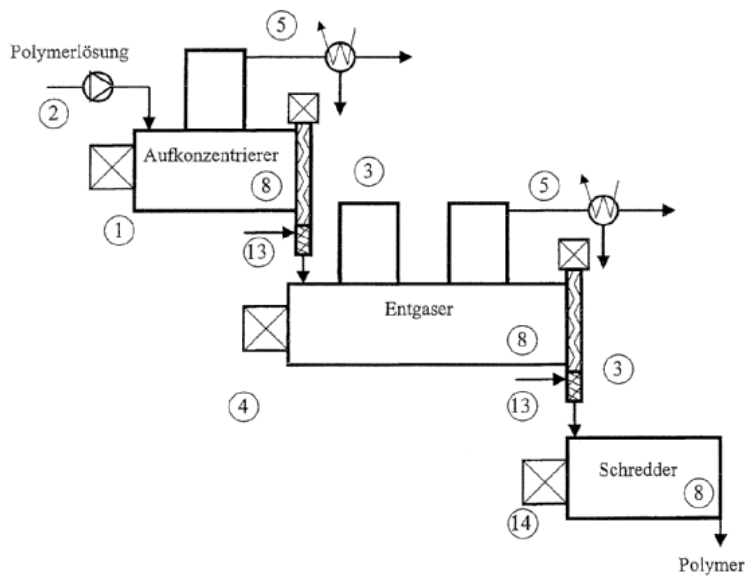 5
Polymerlösung
2
Aufkonzentrierer
8
3
5
1
13
Entgaser
8
3
4
13
Schredder
8
14
Polymer